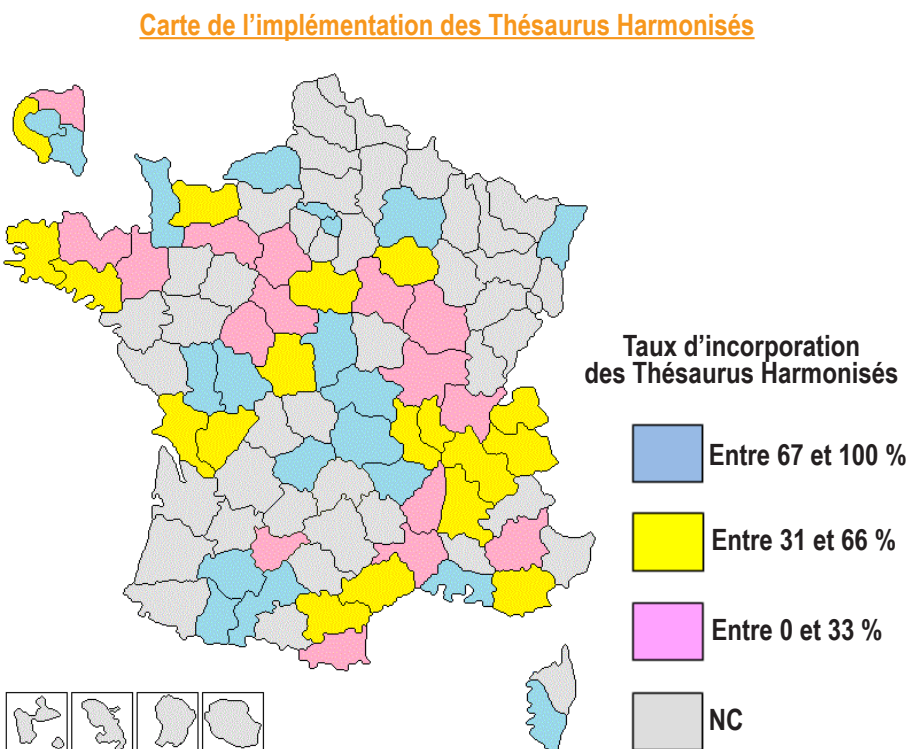 Carte de l’implémentation des Thésaurus Harmonisés
Taux d’incorporation
des Thésaurus Harmonisés
Entre 67 et 100 %
Entre 31 et 66 %
Entre 0 et 33 %
NC